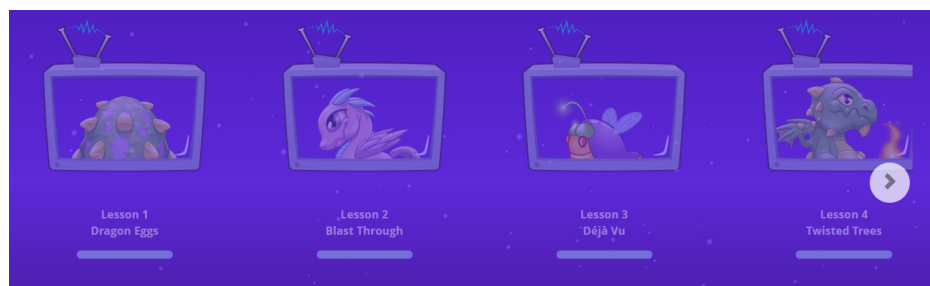 Lesson 1
Dragon Eggs
Lesson 2
Blast Through
Lesson 3
Déjà Vu
Lesson 4
Twisted Trees